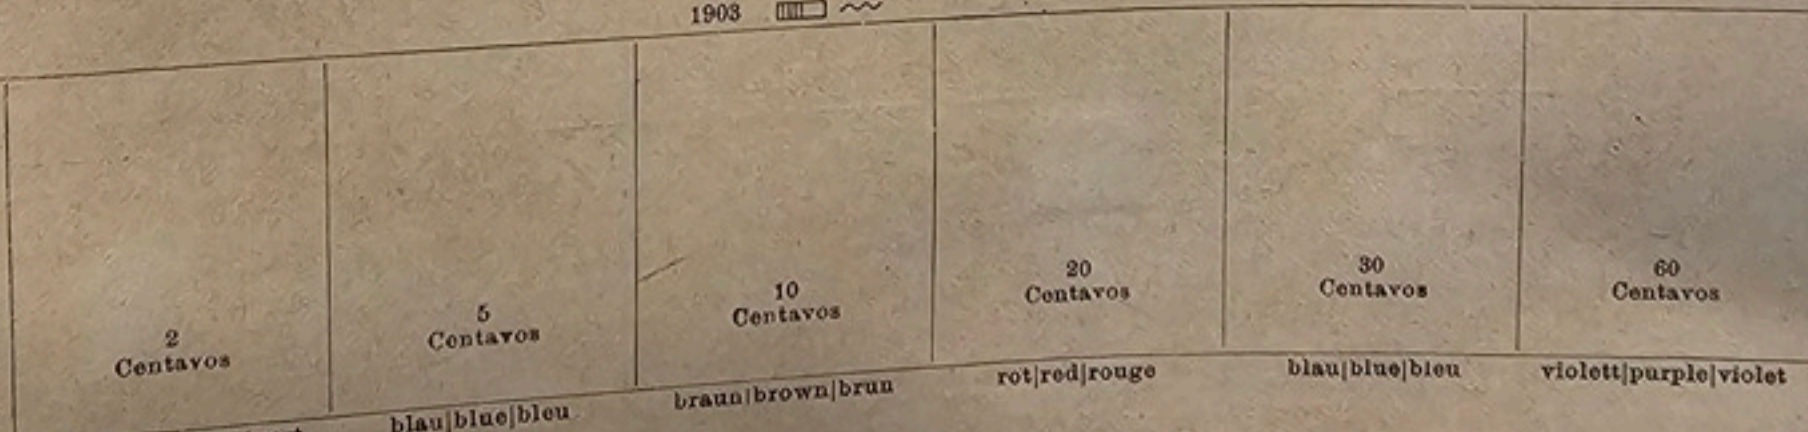 1903
2
Centavos
5
Centavos
10
Centavos
20
Centavos
30
Centavos
60
Centavos
blau|blue|bleu
braun|brown|brun
rot|red|rouge
blau|blue|bleu
violett|purple|violet